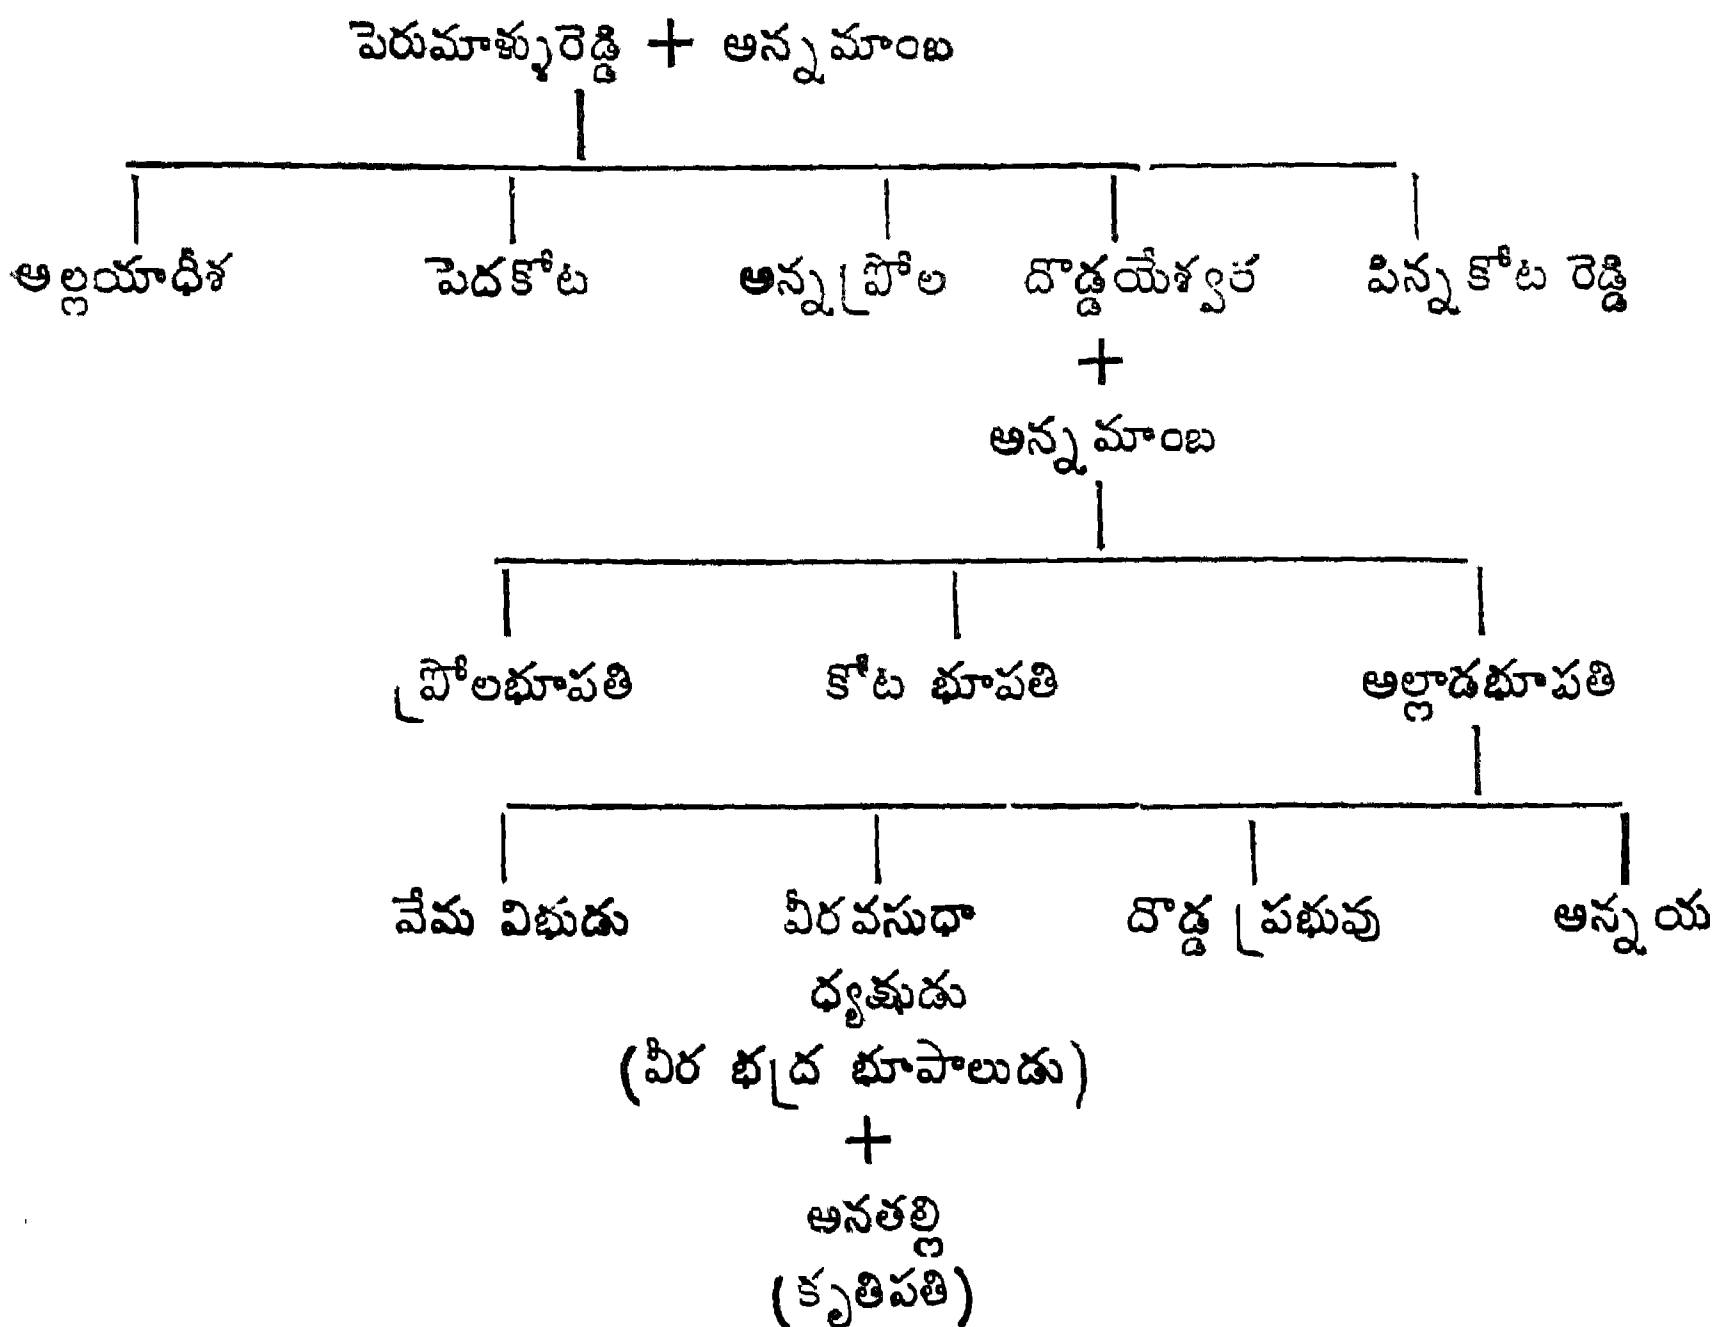 పెరుమాళ్ళురెడ్డి + అన్నమాంబ
అల్లయాధీశ పెదకోట అన్నప్రోల దొడ్డయేశ్వర పిన్నకోట రెడ్డి
+
అన్నమాంబ
ప్రోలభూపతి కోట భూపతి అల్లాడభూపతి
వేమ విభుడు వీరవసుధా దొడ్డ ప్రభువు అన్నయ
ధ్యక్షుడు
(వీర భద్ర భూపాలుడు)
+
అనతల్లి
(కృతిపతి)